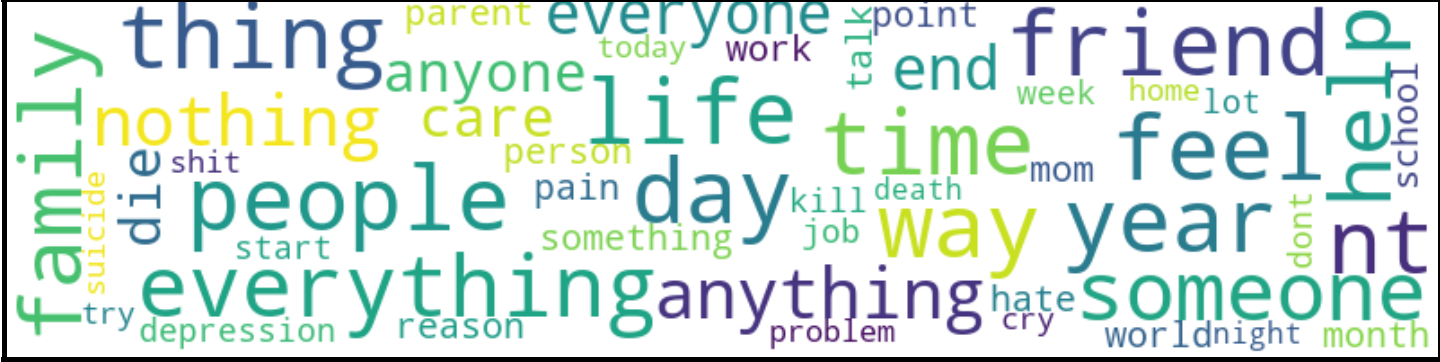 thing
parent
everyone
today
work
talk
point
friend
help
family
anyone
end
week
home
lot
school
nothing
care
life
time
feel
person
shit
die
suicide
people
pain
day
mom
kill
death
job
way
year
dont
nt
start
something
everything
anything
hate
someone
try
depression
reason
problem
cry
world
night
month